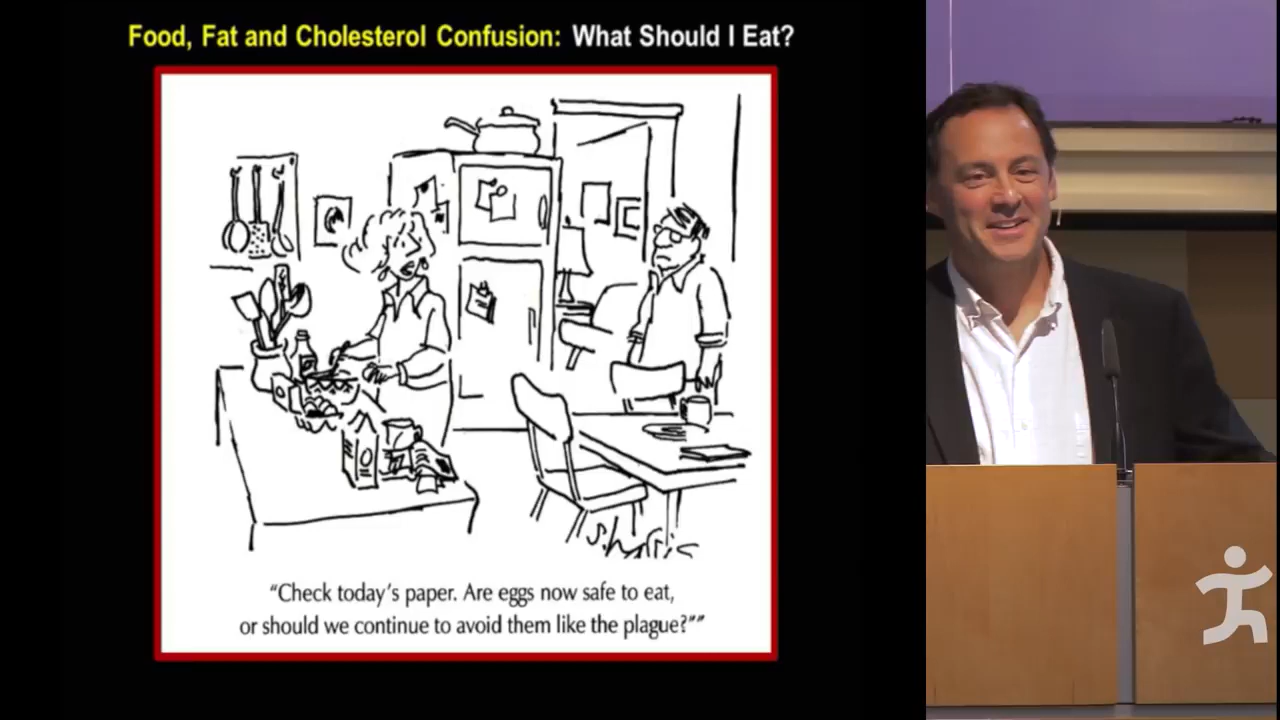 Food, Fat and Cholesterol Confusion: What Should I Eat?
S. Harris
“Check today’s paper. Are eggs now safe to eat,
or should we continue to avoid them like the plague?””